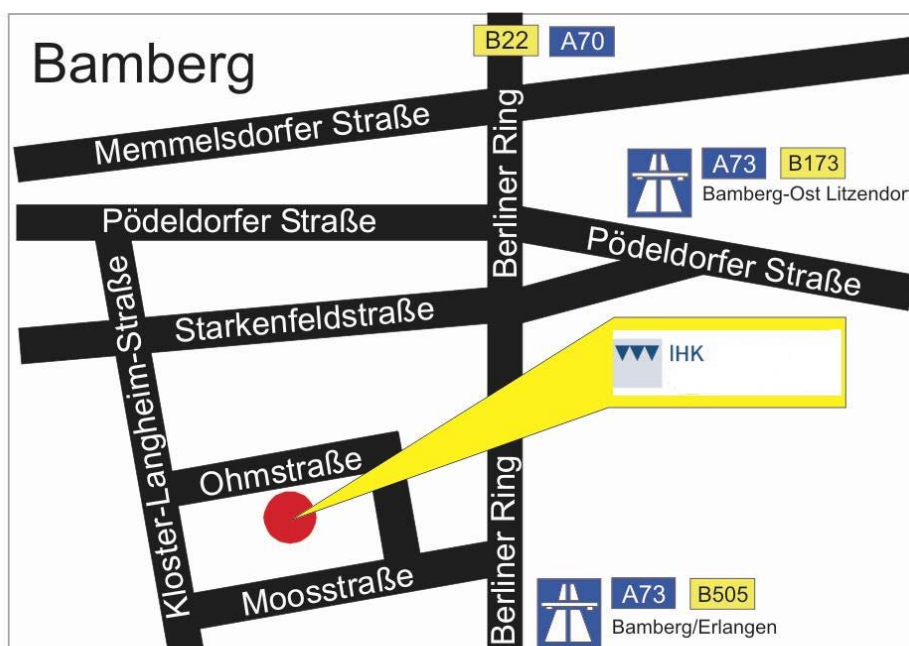 B22 A70
Bamberg
Memmelsdorfer Straße
Berliner Ring
A73 B173
Bamberg-Ost Litzendorf
Pödeldorfer Straße
Pödeldorfer Straße
Starkenfeldstraße
Kloster-Langheim-Straße
IHK
Ohmstraße
Berliner Ring
Moosstraße
A73 B505
Bamberg/Erlangen